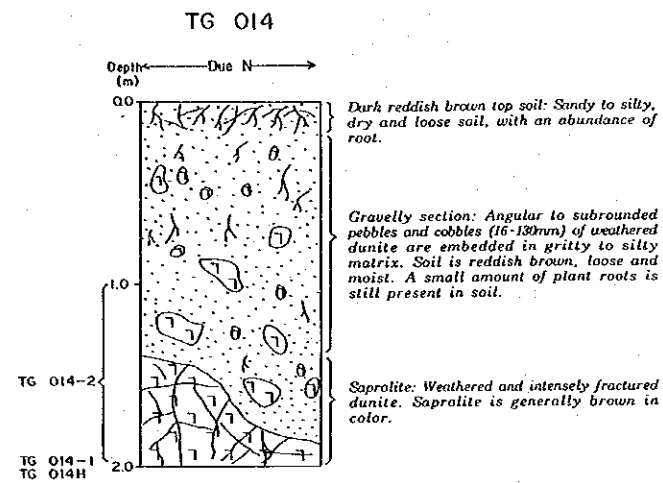 TG 014
Depth Due N
(m)
0.0
Dark reddish brown top soil: Sandy to silty,
dry and loose soil, with an abundance of
root.
Gravelly section: Angular to subrounded
pebbles and cobbles (16-130mm) of weathered
dunite are embedded in gritty to silty
matrix. Soil is reddish brown, loose and
moist. A small amount of plant roots is
still present in soil.
1.0
TG 014-2
Saprolite: Weathered and intensely fractured
dunite. Saprolite is generally brown in
color.
TG 014-1
TG 014H
2.0